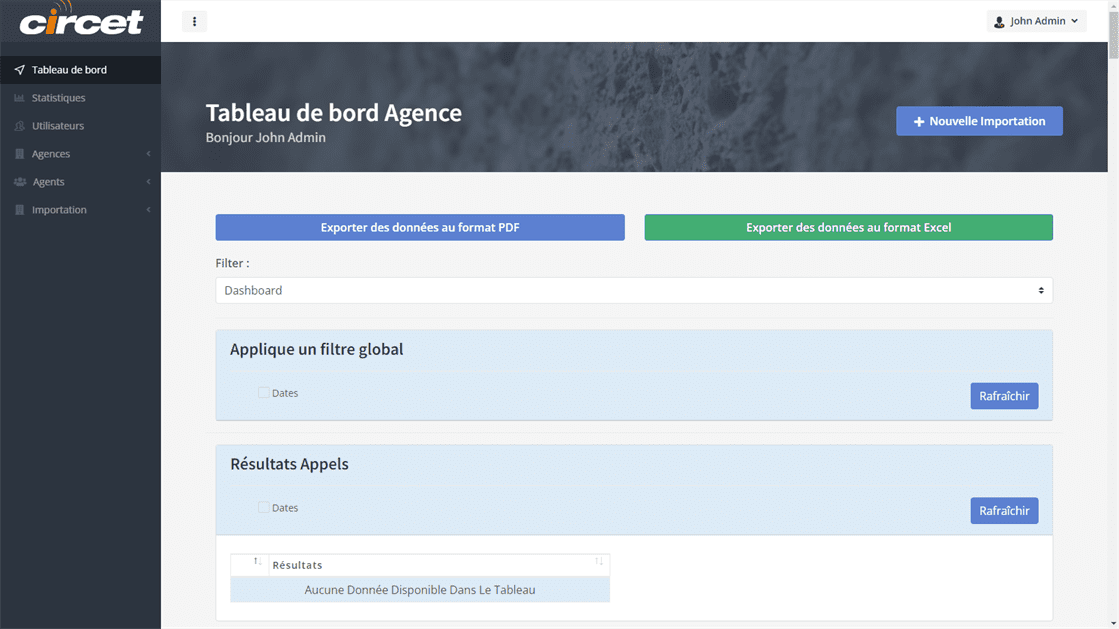 circet
John Admin
Tableau de bord
Statistiques
Utilisateurs
Agences
Agents
Importation
Tableau de bord Agence
Bonjour John Admin
Nouvelle Importation
Exporter des données au format PDF
Exporter des données au format Excel
Filter :
Dashboard
Applique un filtre global
Dates
Rafraîchir
Résultats Appels
Dates
Rafraîchir
Résultats
Aucune Donnée Disponible Dans Le Tableau